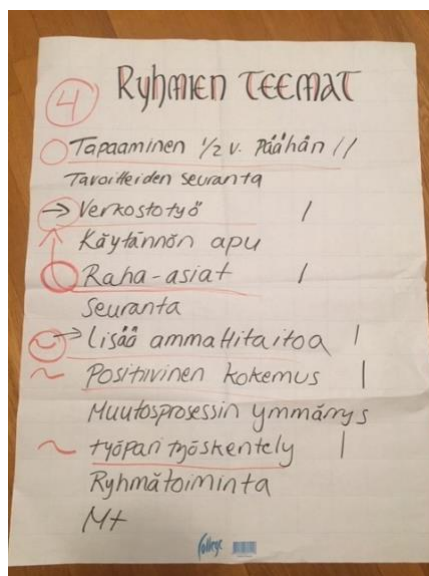 4
RYHMIEN TEEMAT
Tapaaminen 1/2 v. päähän //
Tavoitteiden seuranta
→ Verkostotyö /
Käytännön apu
Raha-asiat /
Seuranta
→ Lisää ammattitaitoa |
~ Positiivinen kokemus |
Muutosprosessin ymmärrys
~ työpari työskentely |
Ryhmätoiminta
M+
College